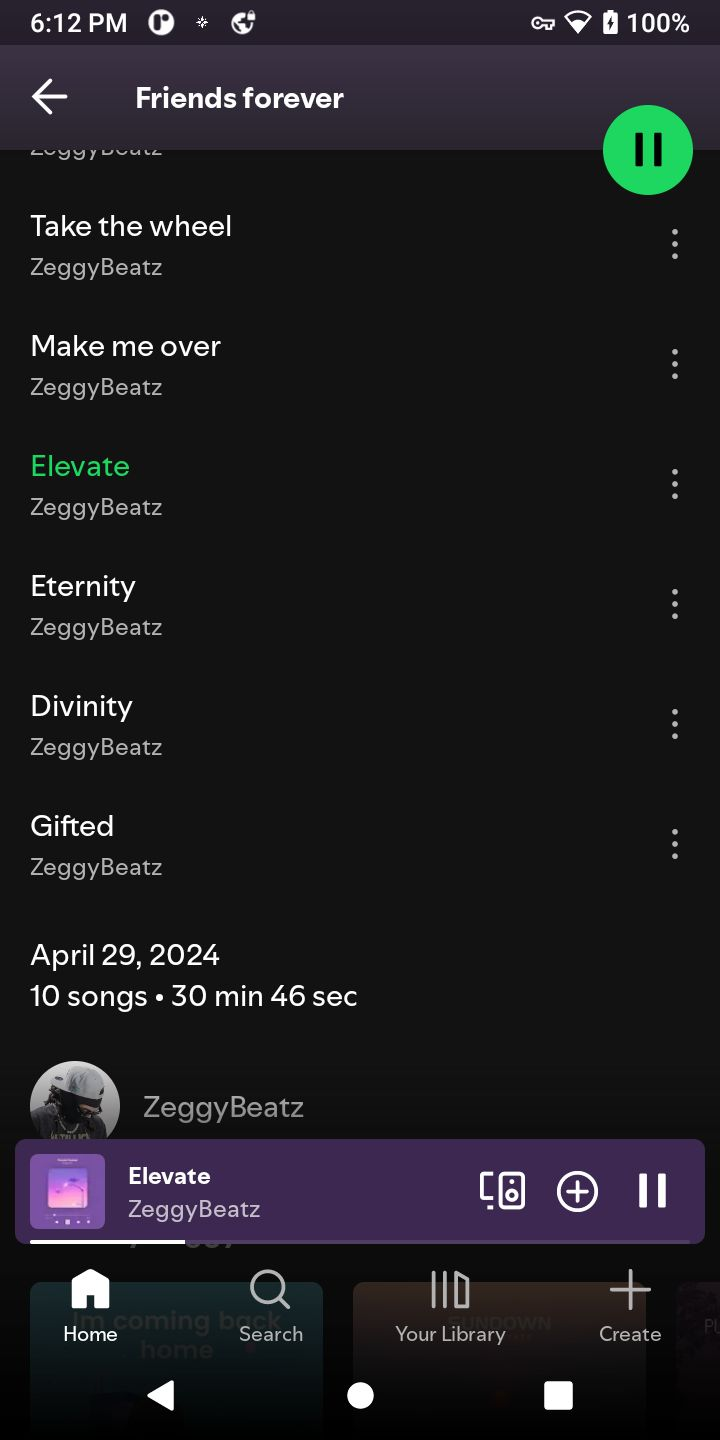 6:12 PM
100%
Friends forever
ZeggyBeatz
Take the wheel
ZeggyBeatz
Make me over
ZeggyBeatz
Elevate
ZeggyBeatz
Eternity
ZeggyBeatz
Divinity
ZeggyBeatz
Gifted
ZeggyBeatz
April 29, 2024
10 songs • 30 min 46 sec
ZeggyBeatz
Elevate
ZeggyBeatz
Im coming back
home
SUNDOWN
Home
Search
Your Library
Create